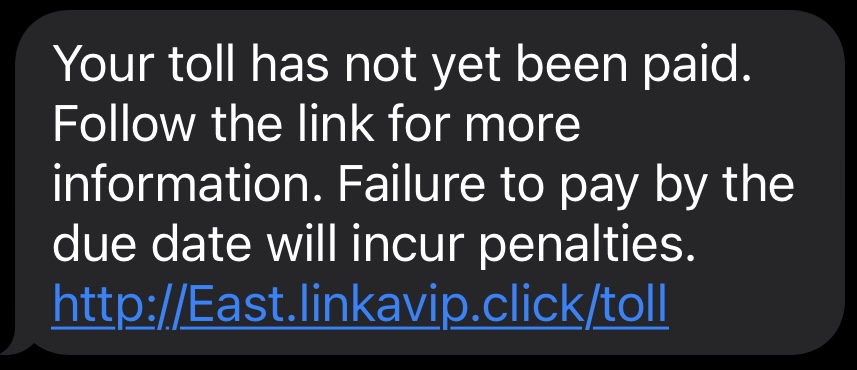 Your toll has not yet been paid.
Follow the link for more
information. Failure to pay by the
due date will incur penalties.
http://East.linkavip.click/toll